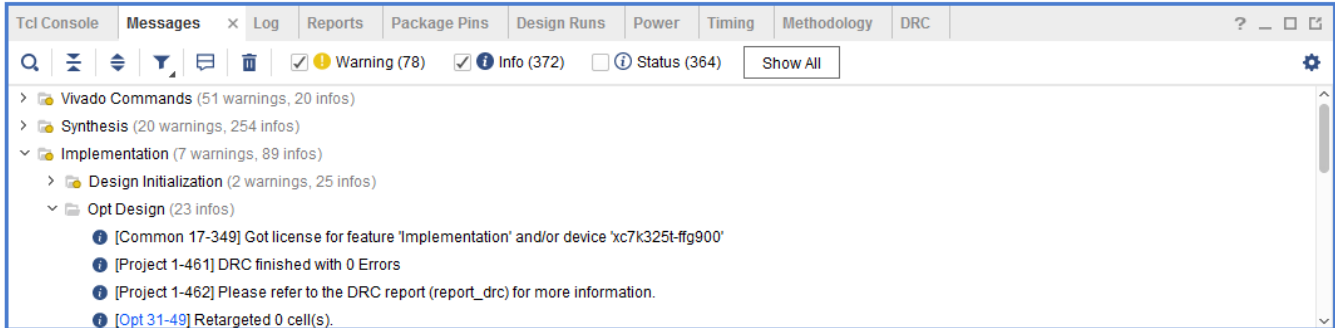 Tcl Console Messages × Log Reports Package Pins Design Runs Power Timing Methodology DRC ?
Warning (78) Info (372) Status (364) Show All
Vivado Commands (51 warnings, 20 infos)
Synthesis (20 warnings, 254 infos)
Implementation (7 warnings, 89 infos)
Design Initialization (2 warnings, 25 infos)
Opt Design (23 infos)
[Common 17-349] Got license for feature 'Implementation' and/or device 'xc7k325t-ffg900'
[Project 1-461] DRC finished with 0 Errors
[Project 1-462] Please refer to the DRC report (report_drc) for more information.
[Opt 31-49] Retargeted 0 cell(s).